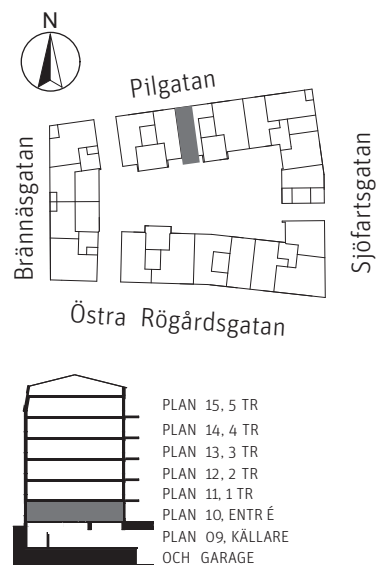 N
Pilgatan
Brännäsgatan
Sjöfartsgatan
Östra Rögårdsgatan
PLAN 15, 5 TR
PLAN 14, 4 TR
PLAN 13, 3 TR
PLAN 12, 2 TR
PLAN 11, 1 TR
PLAN 10, ENTR É
PLAN 09, KÄLLARE
OCH GARAGE